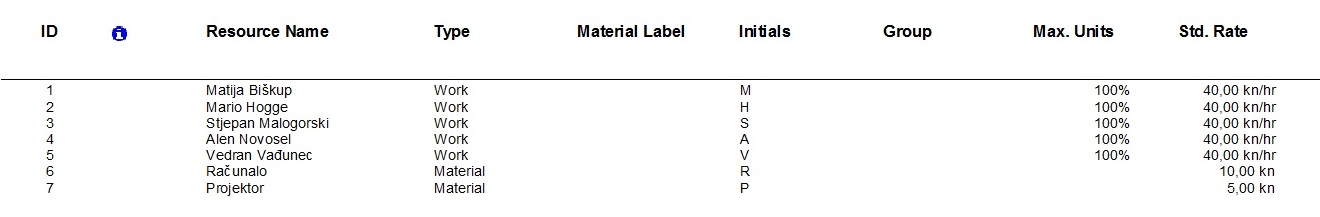 ID Resource Name Type Material Label Initials Group Max. Units Std. Rate
1 Matija Biškup Work M 100% 40,00 kn/hr
2 Mario Hogge Work H 100% 40,00 kn/hr
3 Stjepan Malogorski Work S 100% 40,00 kn/hr
4 Alen Novosel Work A 100% 40,00 kn/hr
5 Vedran Vađunec Work V 100% 40,00 kn/hr
6 Računalo Material R 10,00 kn
7 Projektor Material P 5,00 kn